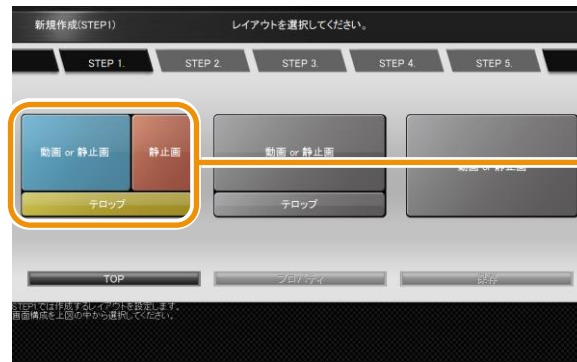 新規作成(STEP1)
レイアウトを選択してください。
STEP 1.
STEP 2.
STEP 3.
STEP 4.
STEP 5.
動画 or 静止画
静止画
テロップ
動画 or 静止画
テロップ
動画 or 静止画
TOP
プロパティ
保存
STEP1では作成するレイアウトを設定します。
画面構成を上図の中から選択してください。